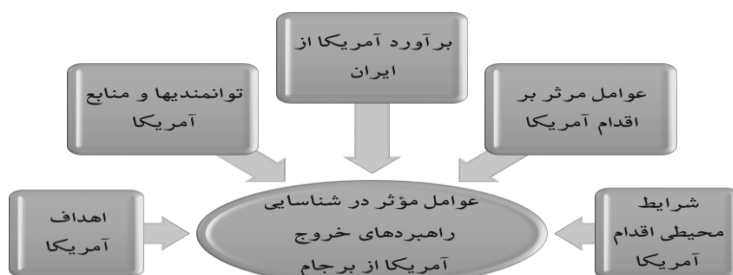 برآورد آمریکا از
ایران
عوامل مرثر بر
اقدام آمریکا
توانمندیها و منابع
آمریکا
شرایط
محیطی اقدام
آمریکا
عوامل مؤثر در شناسایی
راهبردهای خروج
آمریکا از برجام
اهداف
آمریکا